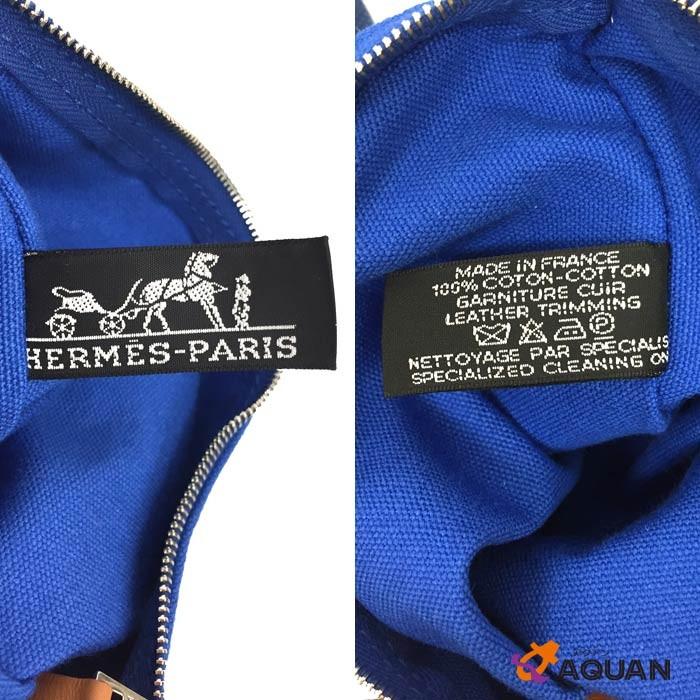 HERMÈS-PARIS
MADE IN FRANCE
100% COTON-COTTON
GARNITURE CUIR
LEATHER TRIMMING
P
NETTOYAGE PAR SPECIALIS
SPECIALIZED CLEANING ON
AQUAN